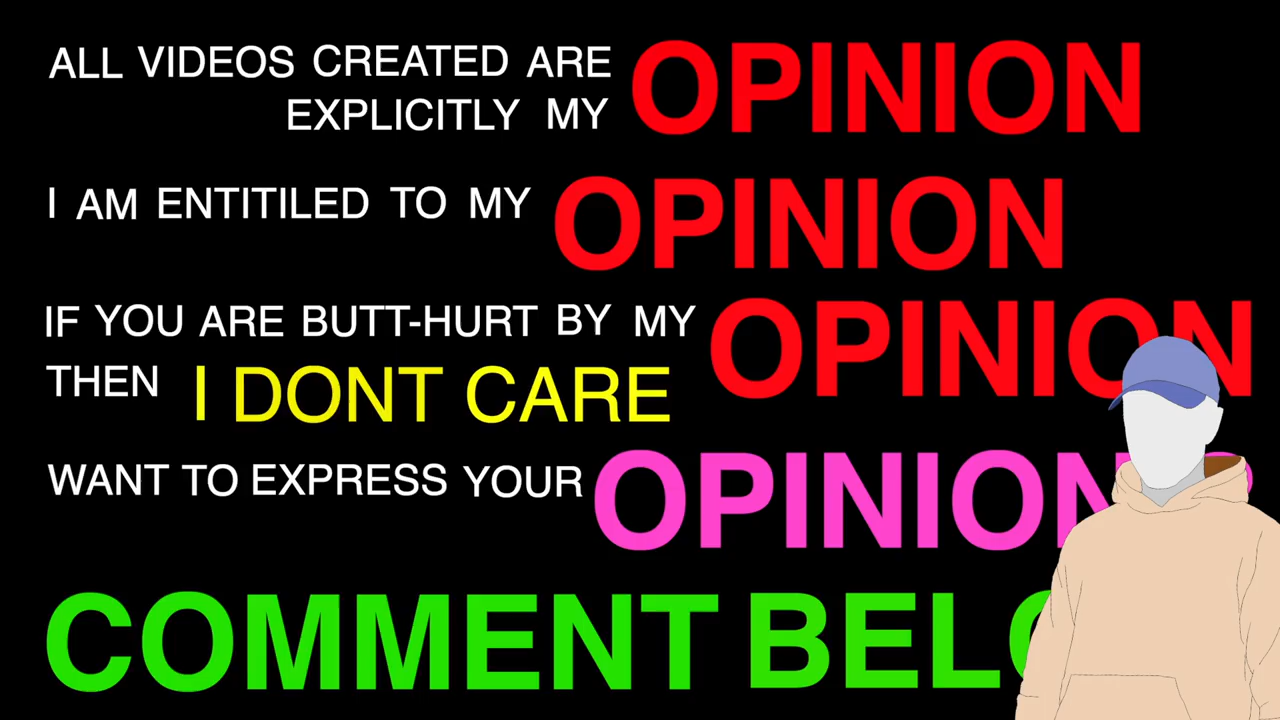 ALL VIDEOS CREATED ARE
EXPLICITLY MY OPINION
I AM ENTITILED TO MY OPINION
IF YOU ARE BUTT-HURT BY MY OPINION
THEN I DONT CARE
WANT TO EXPRESS YOUR OPINION
COMMENT